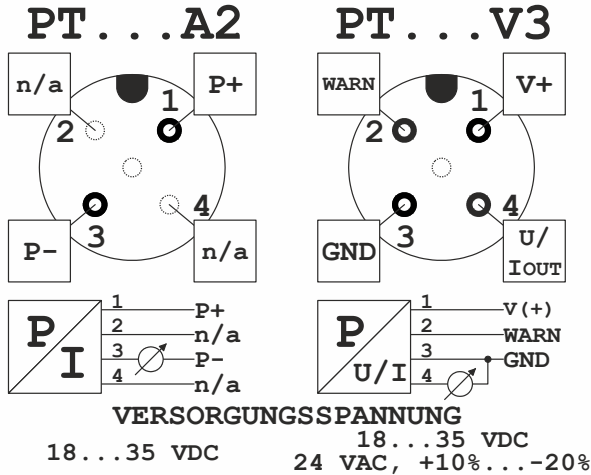 PT...A2
PT...V3
n/a
P+
1
2
3
4
P-
n/a
WARN
V+
1
2
3
4
GND
U/
IOUT
P
I
1
P+
2
n/a
3
P-
4
n/a
P
U/I
1
V(+)
2
WARN
3
GND
4
VERSORGUNGSSPANNUNG
18...35 VDC
18...35 VDC
24 VAC, +10%...-20%